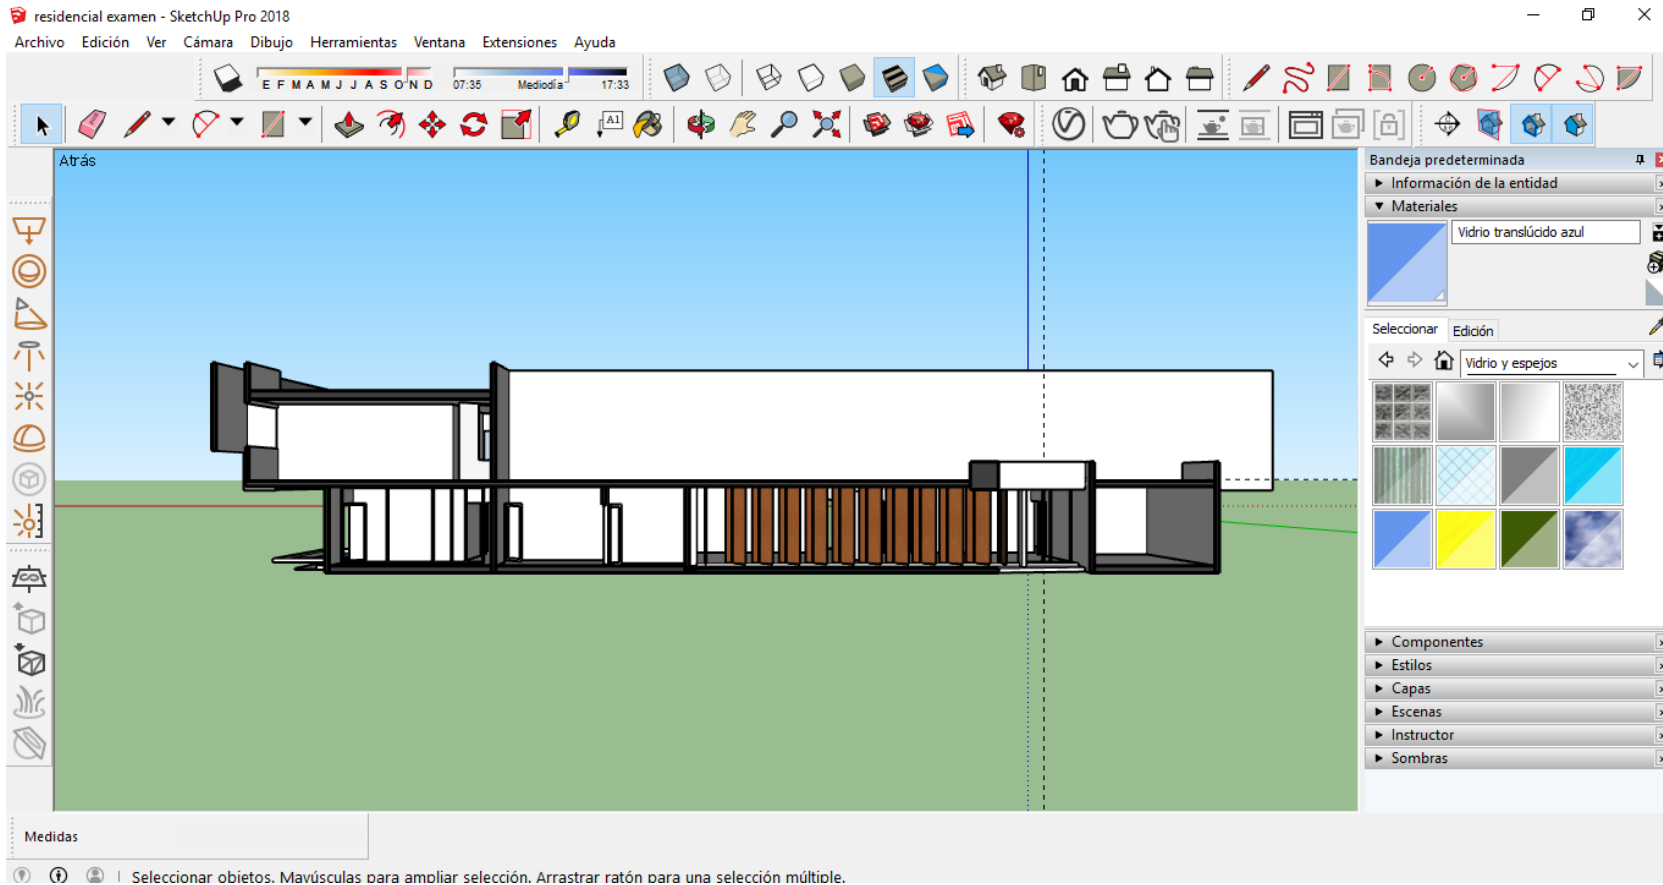 residencial examen - SketchUp Pro 2018
Archivo Edición Ver Cámara Dibujo Herramientas Ventana Extensiones Ayuda
E F M A M J J A S O N D 07:35 Mediodía 17:33
A1
Atrás
Bandeja predeterminada
Información de la entidad
Materiales
Vidrio translúcido azul
Seleccionar Edición
Vidrio y espejos
Componentes
Estilos
Capas
Escenas
Instructor
Sombras
Medidas
Seleccionar objetos. Mayúsculas para ampliar selección. Arrastrar ratón para una selección múltiple.